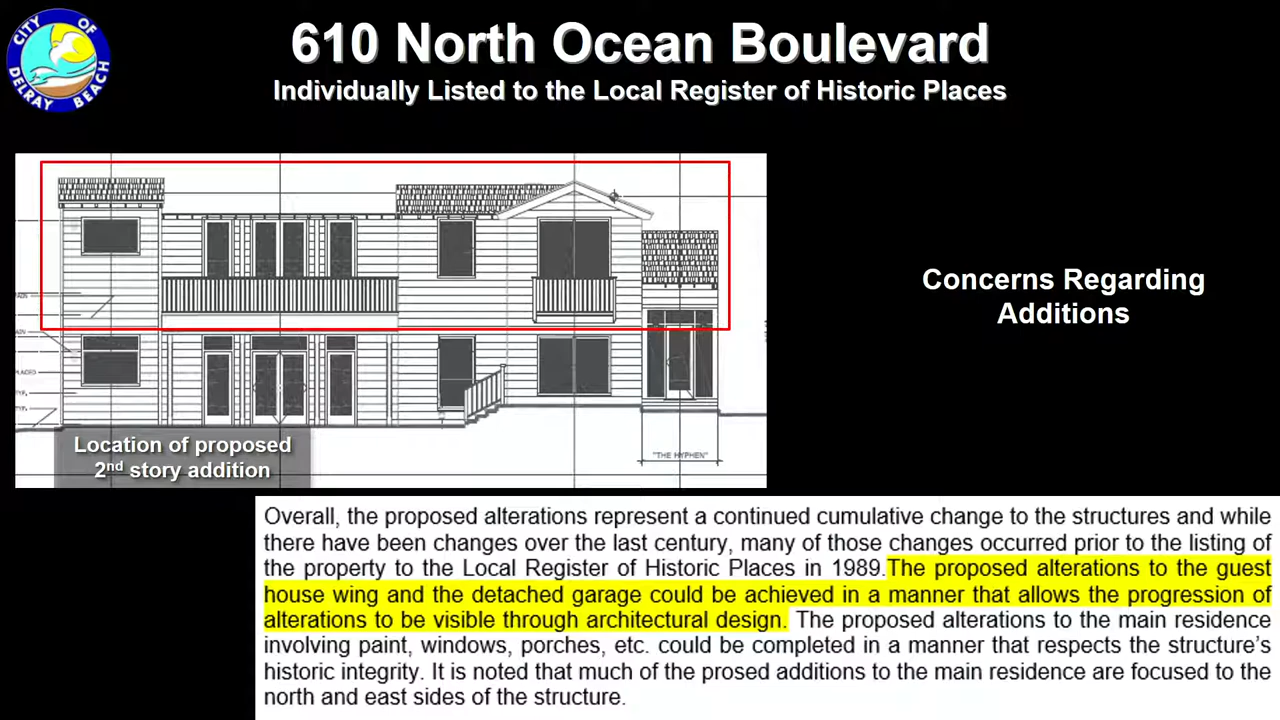 CITY OF
DELRAY BEACH
610 North Ocean Boulevard
Individually Listed to the Local Register of Historic Places
Concerns Regarding
Additions
PLACED
TYP.
TYP.
"THE HYPHEN"
Location of proposed
2nd story addition
Overall, the proposed alterations represent a continued cumulative change to the structures and while
there have been changes over the last century, many of those changes occurred prior to the listing of
the property to the Local Register of Historic Places in 1989. The proposed alterations to the guest
house wing and the detached garage could be achieved in a manner that allows the progression of
alterations to be visible through architectural design. The proposed alterations to the main residence
involving paint, windows, porches, etc. could be completed in a manner that respects the structure's
historic integrity. It is noted that much of the prosed additions to the main residence are focused to the
north and east sides of the structure.